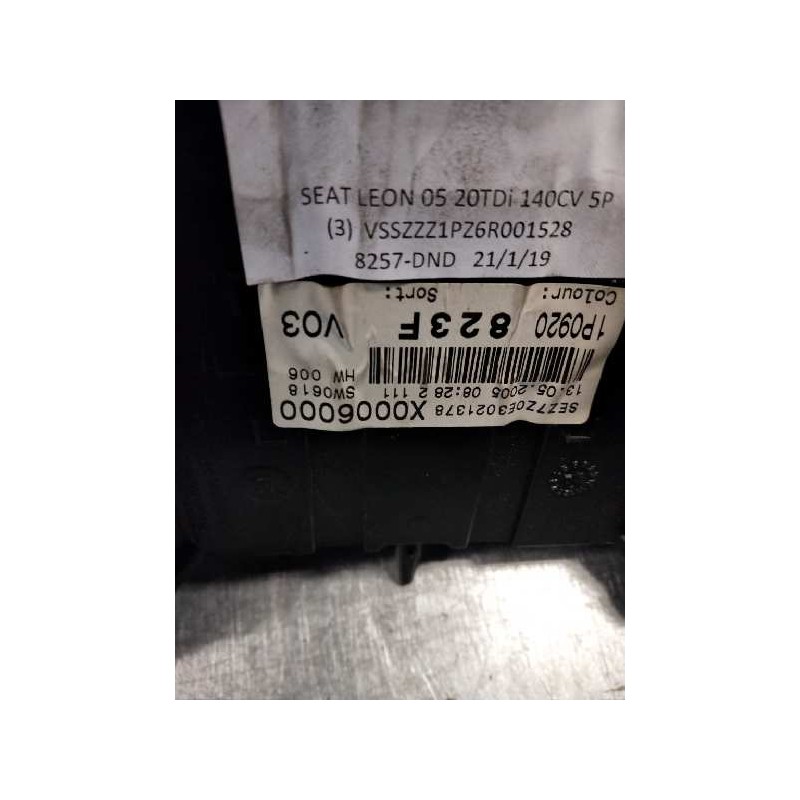 SEAT LEON 05 20TDi 140CV 5P
(3) VSSZZZ1PZ6R001528
8257-DND 21/1/19
Colour: Sort:
1P0920 823F V03
HW 006
13.05.2005 08:28 2 111 SW0618
SEZ7Z0E3021378 X0006000